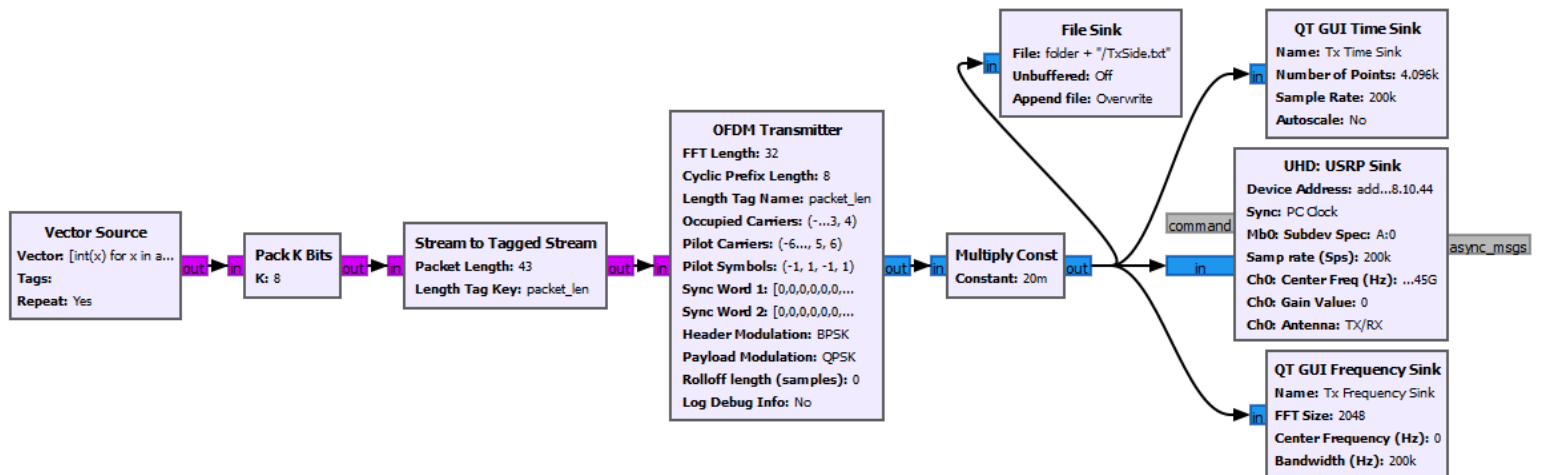 Vector Source
Vector: [int(x) for x in a...
Tags:
Repeat: Yes
out
in
Pack K Bits
K: 8
out
in
Stream to Tagged Stream
Packet Length: 43
Length Tag Key: packet_len
out
in
OFDM Transmitter
FFT Length: 32
Cyclic Prefix Length: 8
Length Tag Name: packet_len
Occupied Carriers: (-...3, 4)
Pilot Carriers: (-6..., 5, 6)
Pilot Symbols: (-1, 1, -1, 1)
Sync Word 1: [0,0,0,0,0,0,...
Sync Word 2: [0,0,0,0,0,0,...
Header Modulation: BPSK
Payload Modulation: QPSK
Rolloff length (samples): 0
Log Debug Info: No
out
in
Multiply Const
Constant: 20m
out
in
File Sink
File: folder + "/TxSide.txt"
Unbuffered: Off
Append file: Overwrite
in
QT GUI Time Sink
Name: Tx Time Sink
Number of Points: 4.096k
Sample Rate: 200k
Autoscale: No
command
in
UHD: USRP Sink
Device Address: add...8.10.44
Sync: PC Clock
Mb0: Subdev Spec: A:0
Samp rate (Sps): 200k
Ch0: Center Freq (Hz): ...45G
Ch0: Gain Value: 0
Ch0: Antenna: TX/RX
async_msgs
in
QT GUI Frequency Sink
Name: Tx Frequency Sink
FFT Size: 2048
Center Frequency (Hz): 0
Bandwidth (Hz): 200k